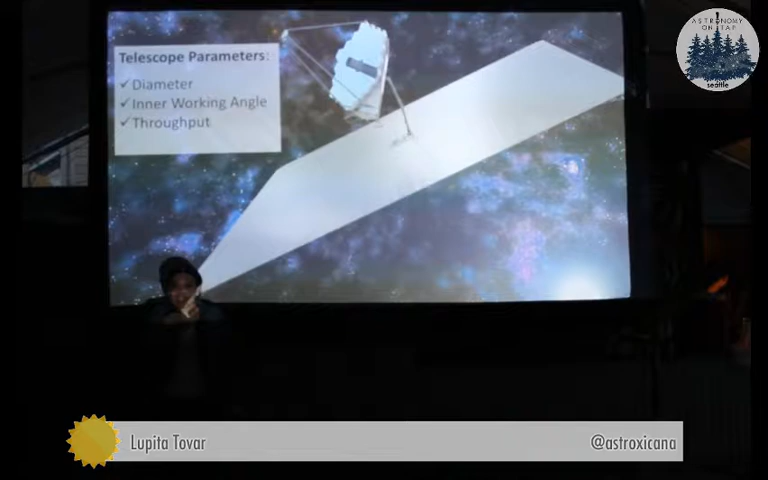 ASTRONOMY
ON TAP
seattle
Telescope Parameters:
✓Diameter
✓Inner Working Angle
✓Throughput
Lupita Tovar
@astroxicana